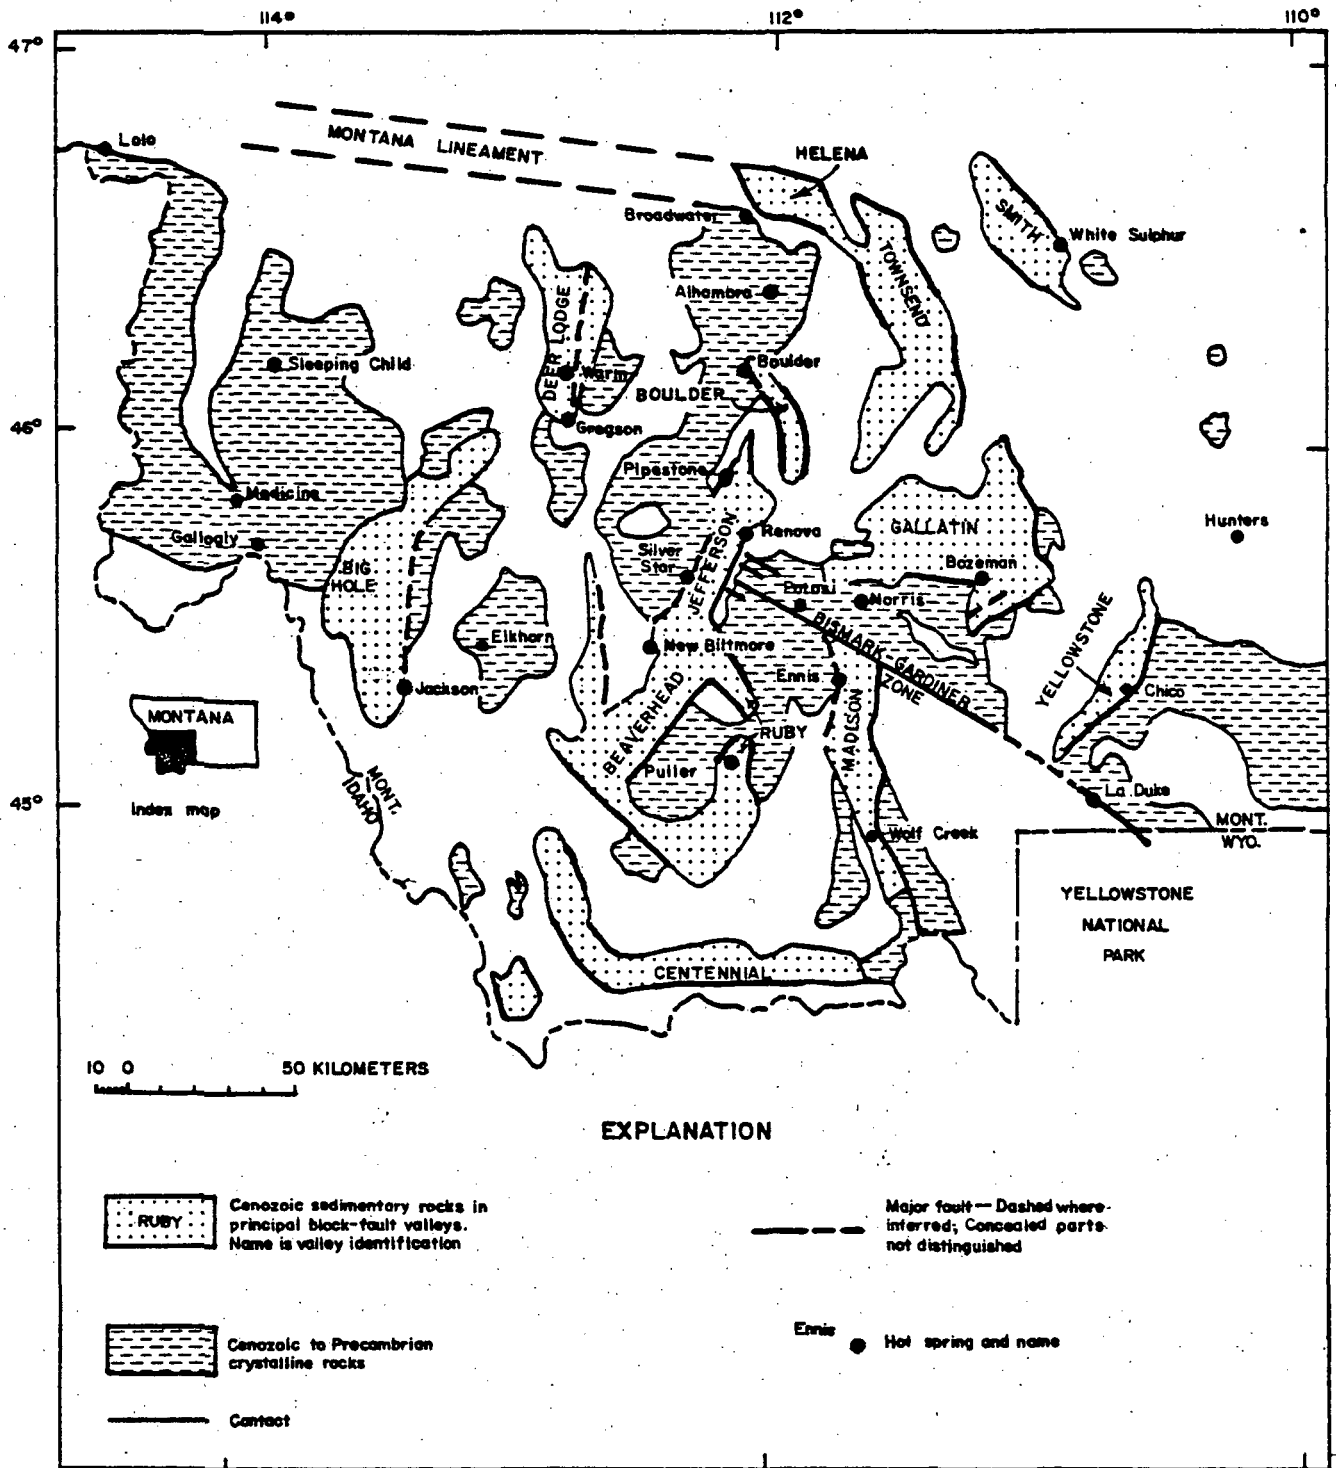 114° 112° 110°
47°
MONTANA LINEAMENT
Lolo
HELENA
Broadwater
SMITH
White Sulphur
TOWNSEND
Alhambra
DEER LODGE
Sleeping Child
Warm
Boulder
BOULDER
46°
Gregson
Pipestone
Medicine
Renova
GALLATIN
Hunters
Gallogly
Silver
Star
JEFFERSON
BIG
HOLE
Bozeman
Potosi
Norris
Elkhorn
New Biltmore
BISMARK-GARDINER
ZONE
YELLOWSTONE
Ennis
Jackson
Chico
MONTANA
BEAVERHEAD
MADISON
RUBY
Puller
45°
Index map
MONT.
IDAHO
La Duke
MONT.
WYO.
Wolf Creek
YELLOWSTONE
NATIONAL
PARK
CENTENNIAL
10 0 50 KILOMETERS
EXPLANATION
RUBY
Cenozoic sedimentary rocks in
principal block-fault valleys.
Name is valley identification
Major fault — Dashed where
inferred; Concealed parts
not distinguished
Cenozoic to Precambrian
crystalline rocks
Ennis
Hot spring and name
Contact